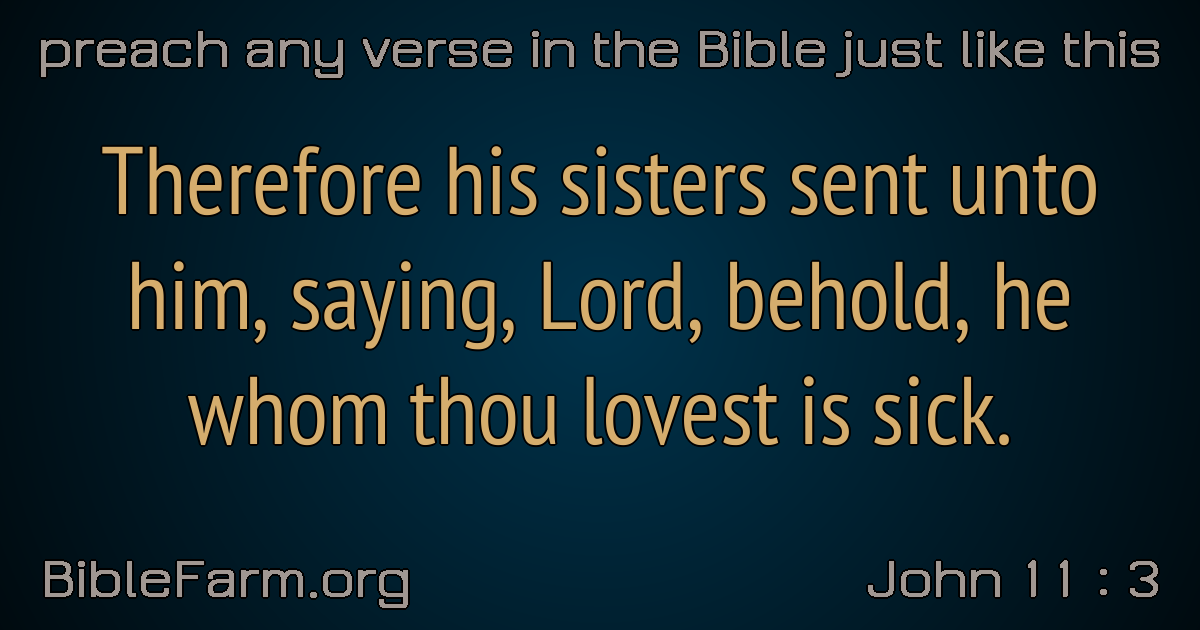 preach any verse in the Bible just like this
Therefore his sisters sent unto
him, saying, Lord, behold, he
whom thou lovest is sick.
BibleFarm.org
John 11 : 3